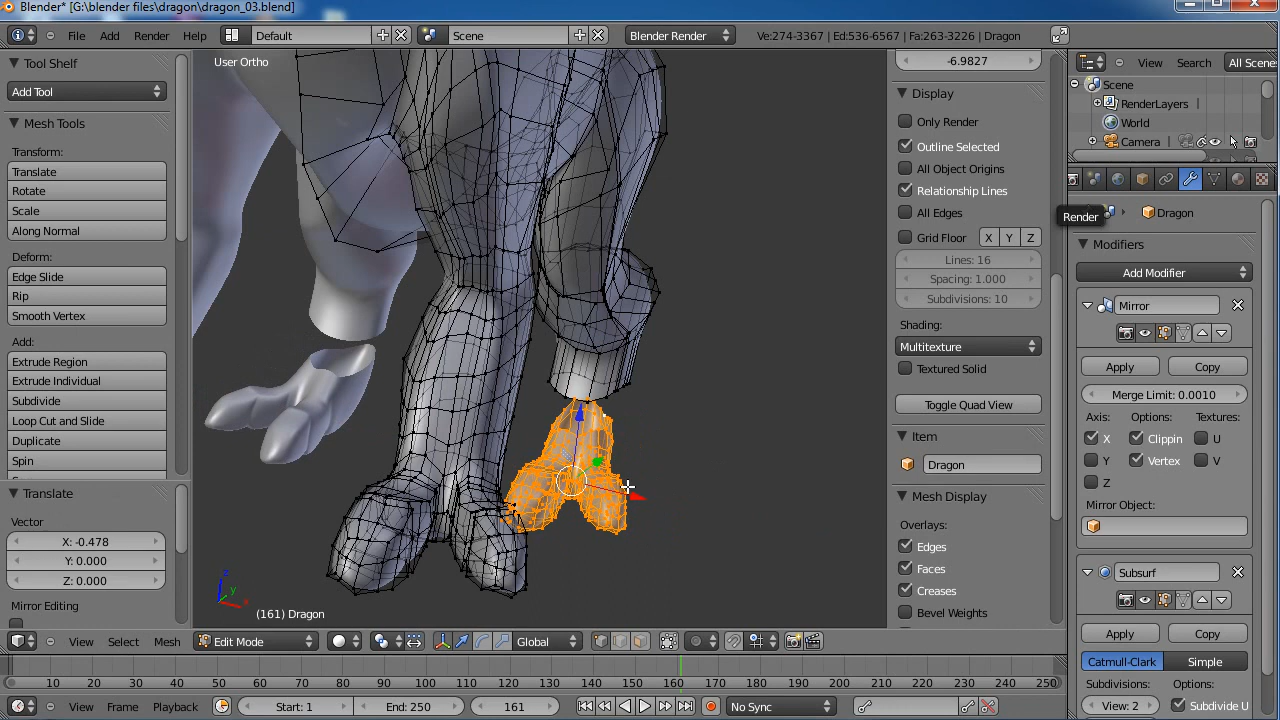 Blender* [G:\blender files\dragon\dragon_03.blend]
File Add Render Help Default Scene Blender Render Ve:274-3367 | Ed:536-6567 | Fa:263-3226 | Dragon
Tool Shelf
Add Tool
Mesh Tools
Transform:
Translate
Rotate
Scale
Along Normal
Deform:
Edge Slide
Rip
Smooth Vertex
Add:
Extrude Region
Extrude Individual
Subdivide
Loop Cut and Slide
Duplicate
Spin
Translate
Vector
X: -0.478
Y: 0.000
Z: 0.000
Mirror Editing
User Ortho
(161) Dragon
-6.9827
Display
Only Render
Outline Selected
All Object Origins
Relationship Lines
All Edges
Grid Floor X Y Z
Lines: 16
Spacing: 1.000
Subdivisions: 10
Shading:
Multitexture
Textured Solid
Toggle Quad View
Item
Dragon
Mesh Display
Overlays:
Edges
Faces
Creases
Bevel Weights
View Search All Scene
Scene
RenderLayers
World
Camera
Render
Dragon
Modifiers
Add Modifier
Mirror
Apply Copy
Merge Limit: 0.0010
Axis: Options: Textures:
X Clippin U
Y Vertex V
Z
Mirror Object:
Subsurf
Apply Copy
Catmull-Clark Simple
Subdivisions: Options:
View: 2 Subdivide U
View Select Mesh Edit Mode Global
10 20 30 40 50 60 70 80 90 100 110 120 130 140 150 160 170 180 190 200 210 220 230 240 250
View Frame Playback Start: 1 End: 250 161 No Sync